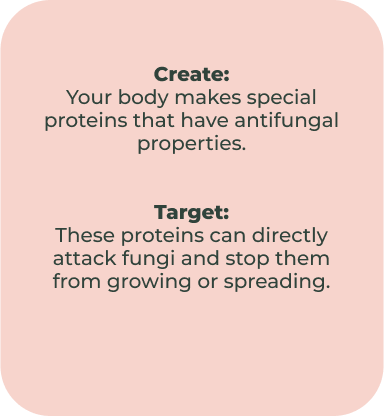 Create:
Your body makes special
proteins that have antifungal
properties.
Target:
These proteins can directly
attack fungi and stop them
from growing or spreading.